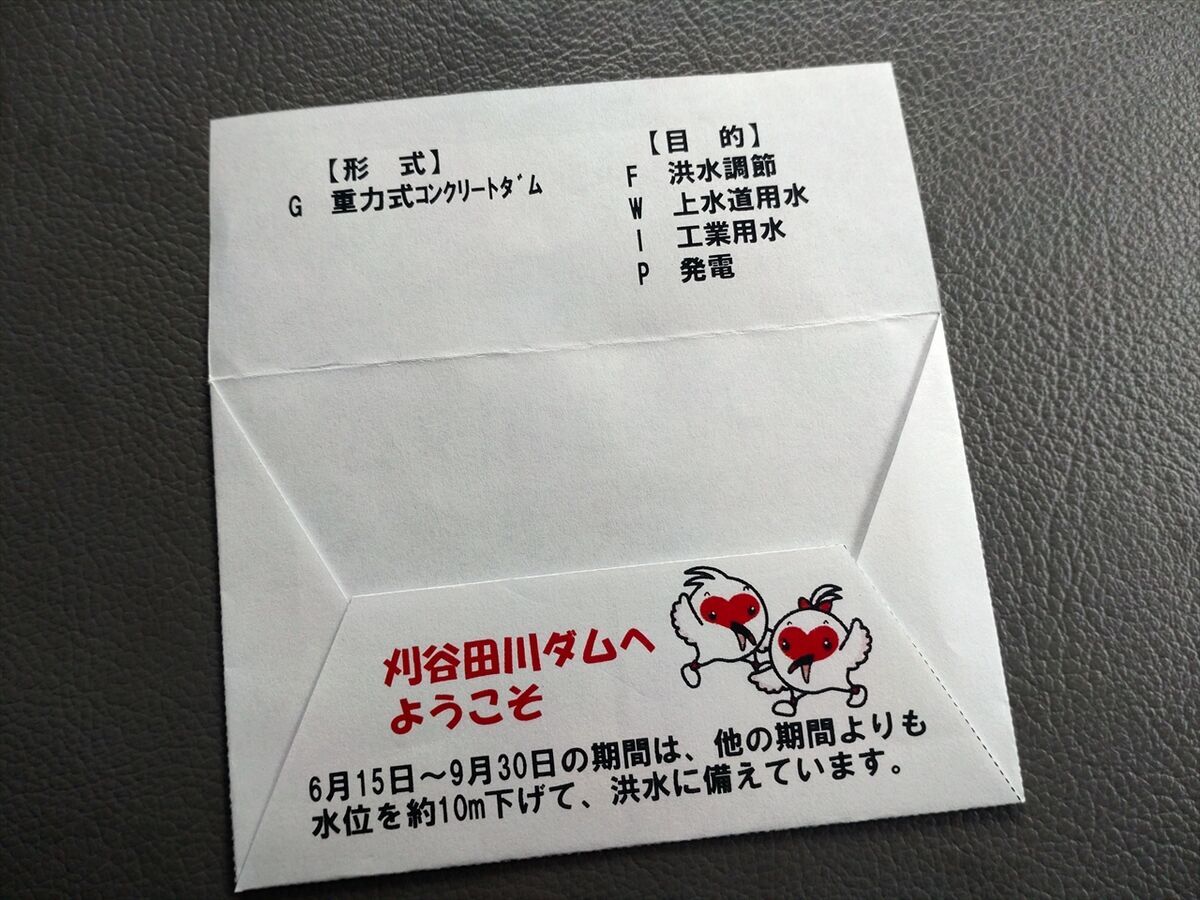 【形　式】
G　重力式ｺﾝｸﾘｰﾄﾀﾞﾑ
【目　的】
F　洪水調節
W　上水道用水
I　工業用水
P　発電
刈谷田川ダムへ
ようこそ
6月15日～9月30日の期間は、他の期間よりも
水位を約10m下げて、洪水に備えています。